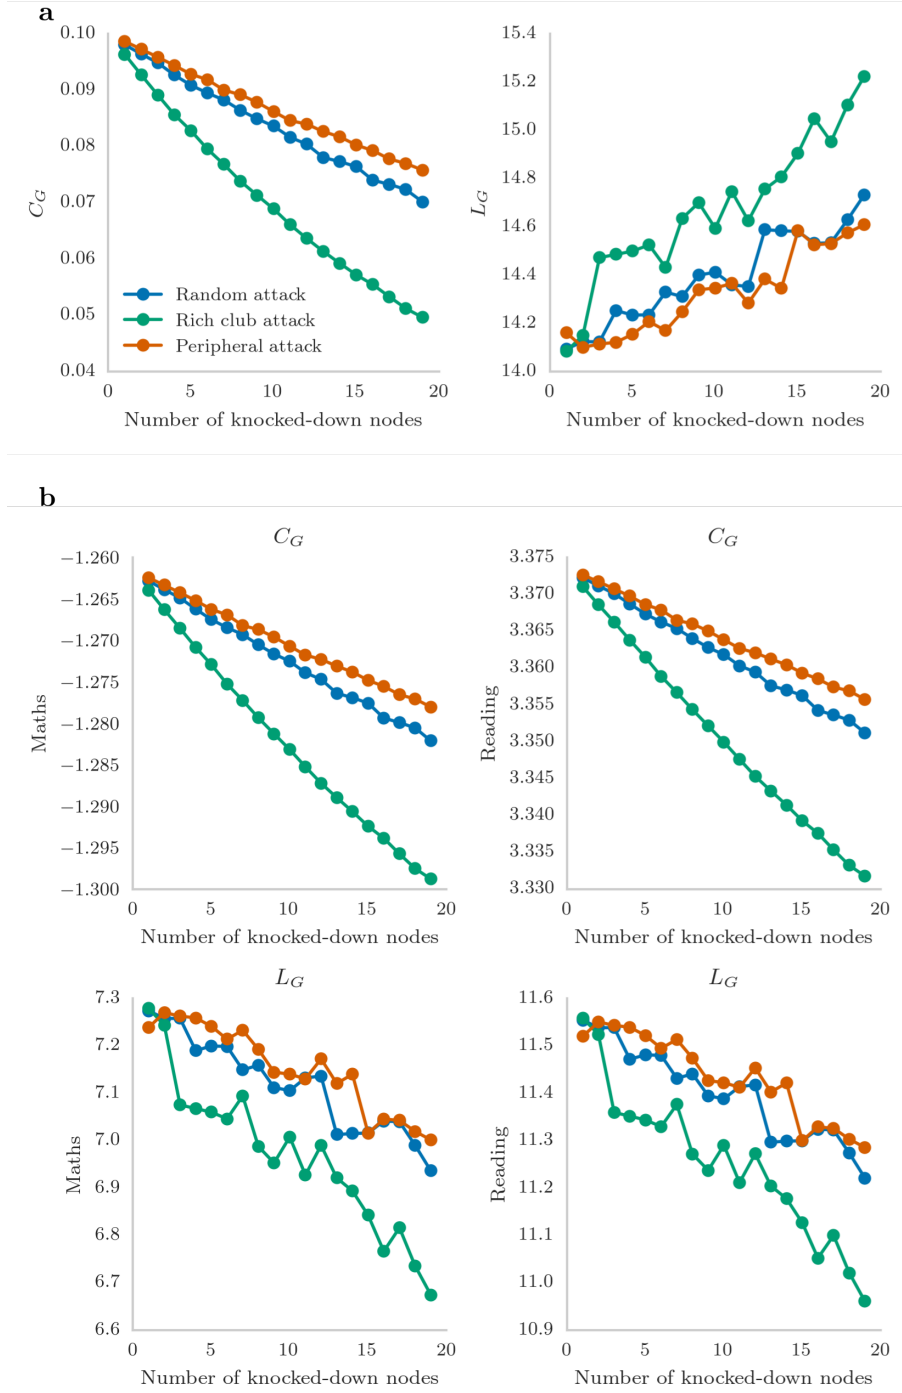 a
0.10
0.09
0.08
0.07
0.06
0.05
0.04
C_G
Random attack
Rich club attack
Peripheral attack
0 5 10 15 20
Number of knocked-down nodes
15.4
15.2
15.0
14.8
14.6
14.4
14.2
14.0
L_G
0 5 10 15 20
Number of knocked-down nodes
b
C_G
−1.260
−1.265
−1.270
−1.275
−1.280
−1.285
−1.290
−1.295
−1.300
Maths
0 5 10 15 20
Number of knocked-down nodes
C_G
3.375
3.370
3.365
3.360
3.355
3.350
3.345
3.340
3.335
3.330
Reading
0 5 10 15 20
Number of knocked-down nodes
L_G
7.3
7.2
7.1
7.0
6.9
6.8
6.7
6.6
Maths
0 5 10 15 20
Number of knocked-down nodes
L_G
11.6
11.5
11.4
11.3
11.2
11.1
11.0
10.9
Reading
0 5 10 15 20
Number of knocked-down nodes